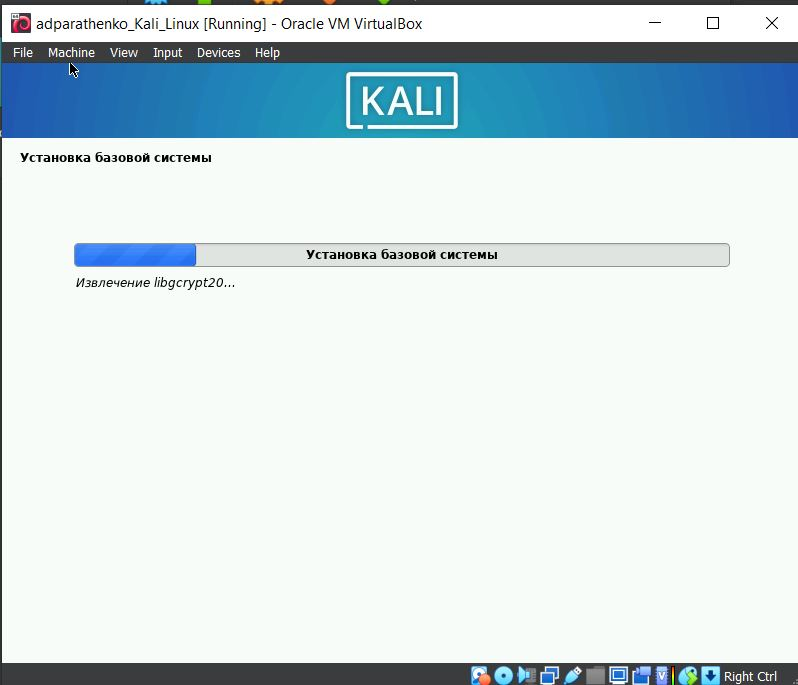 adparathenko_Kali_Linux [Running] - Oracle VM VirtualBox
File Machine View Input Devices Help
KALI
Установка базовой системы
Установка базовой системы
Извлечение libgcrypt20...
Right Ctrl